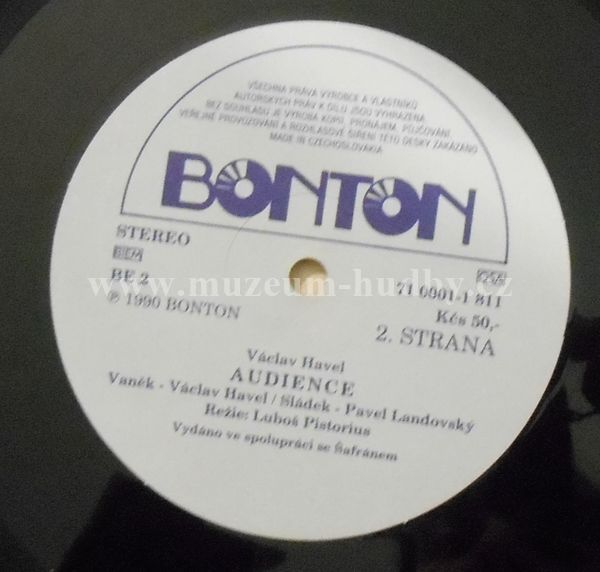 VŠECHNA PRÁVA VÝROBCE A VLASTNÍKŮ
AUTORSKÝCH PRÁV K DÍLU JSOU VYHRAZENA.
BEZ SOUHLASU JE VÝROBA KOPIÍ, PRONÁJEM, PŮJČOVÁNÍ,
VEŘEJNÉ PROVOZOVÁNÍ A ROZHLASOVÉ ŠÍŘENÍ TÉTO DESKY ZAKÁZÁNO
MADE IN CZECHOSLOVAKIA
BONTON
STEREO
BIEM
OSA
BE 2
71 0001-1 811
www.muzeum-hudby.cz
℗ 1990 BONTON
Kčs 50,-
2. STRANA
Václav Havel
AUDIENCE
Vaněk - Václav Havel / Sládek - Pavel Landovský
Režie: Luboš Pistorius
Vydáno ve spolupráci se Šafránem